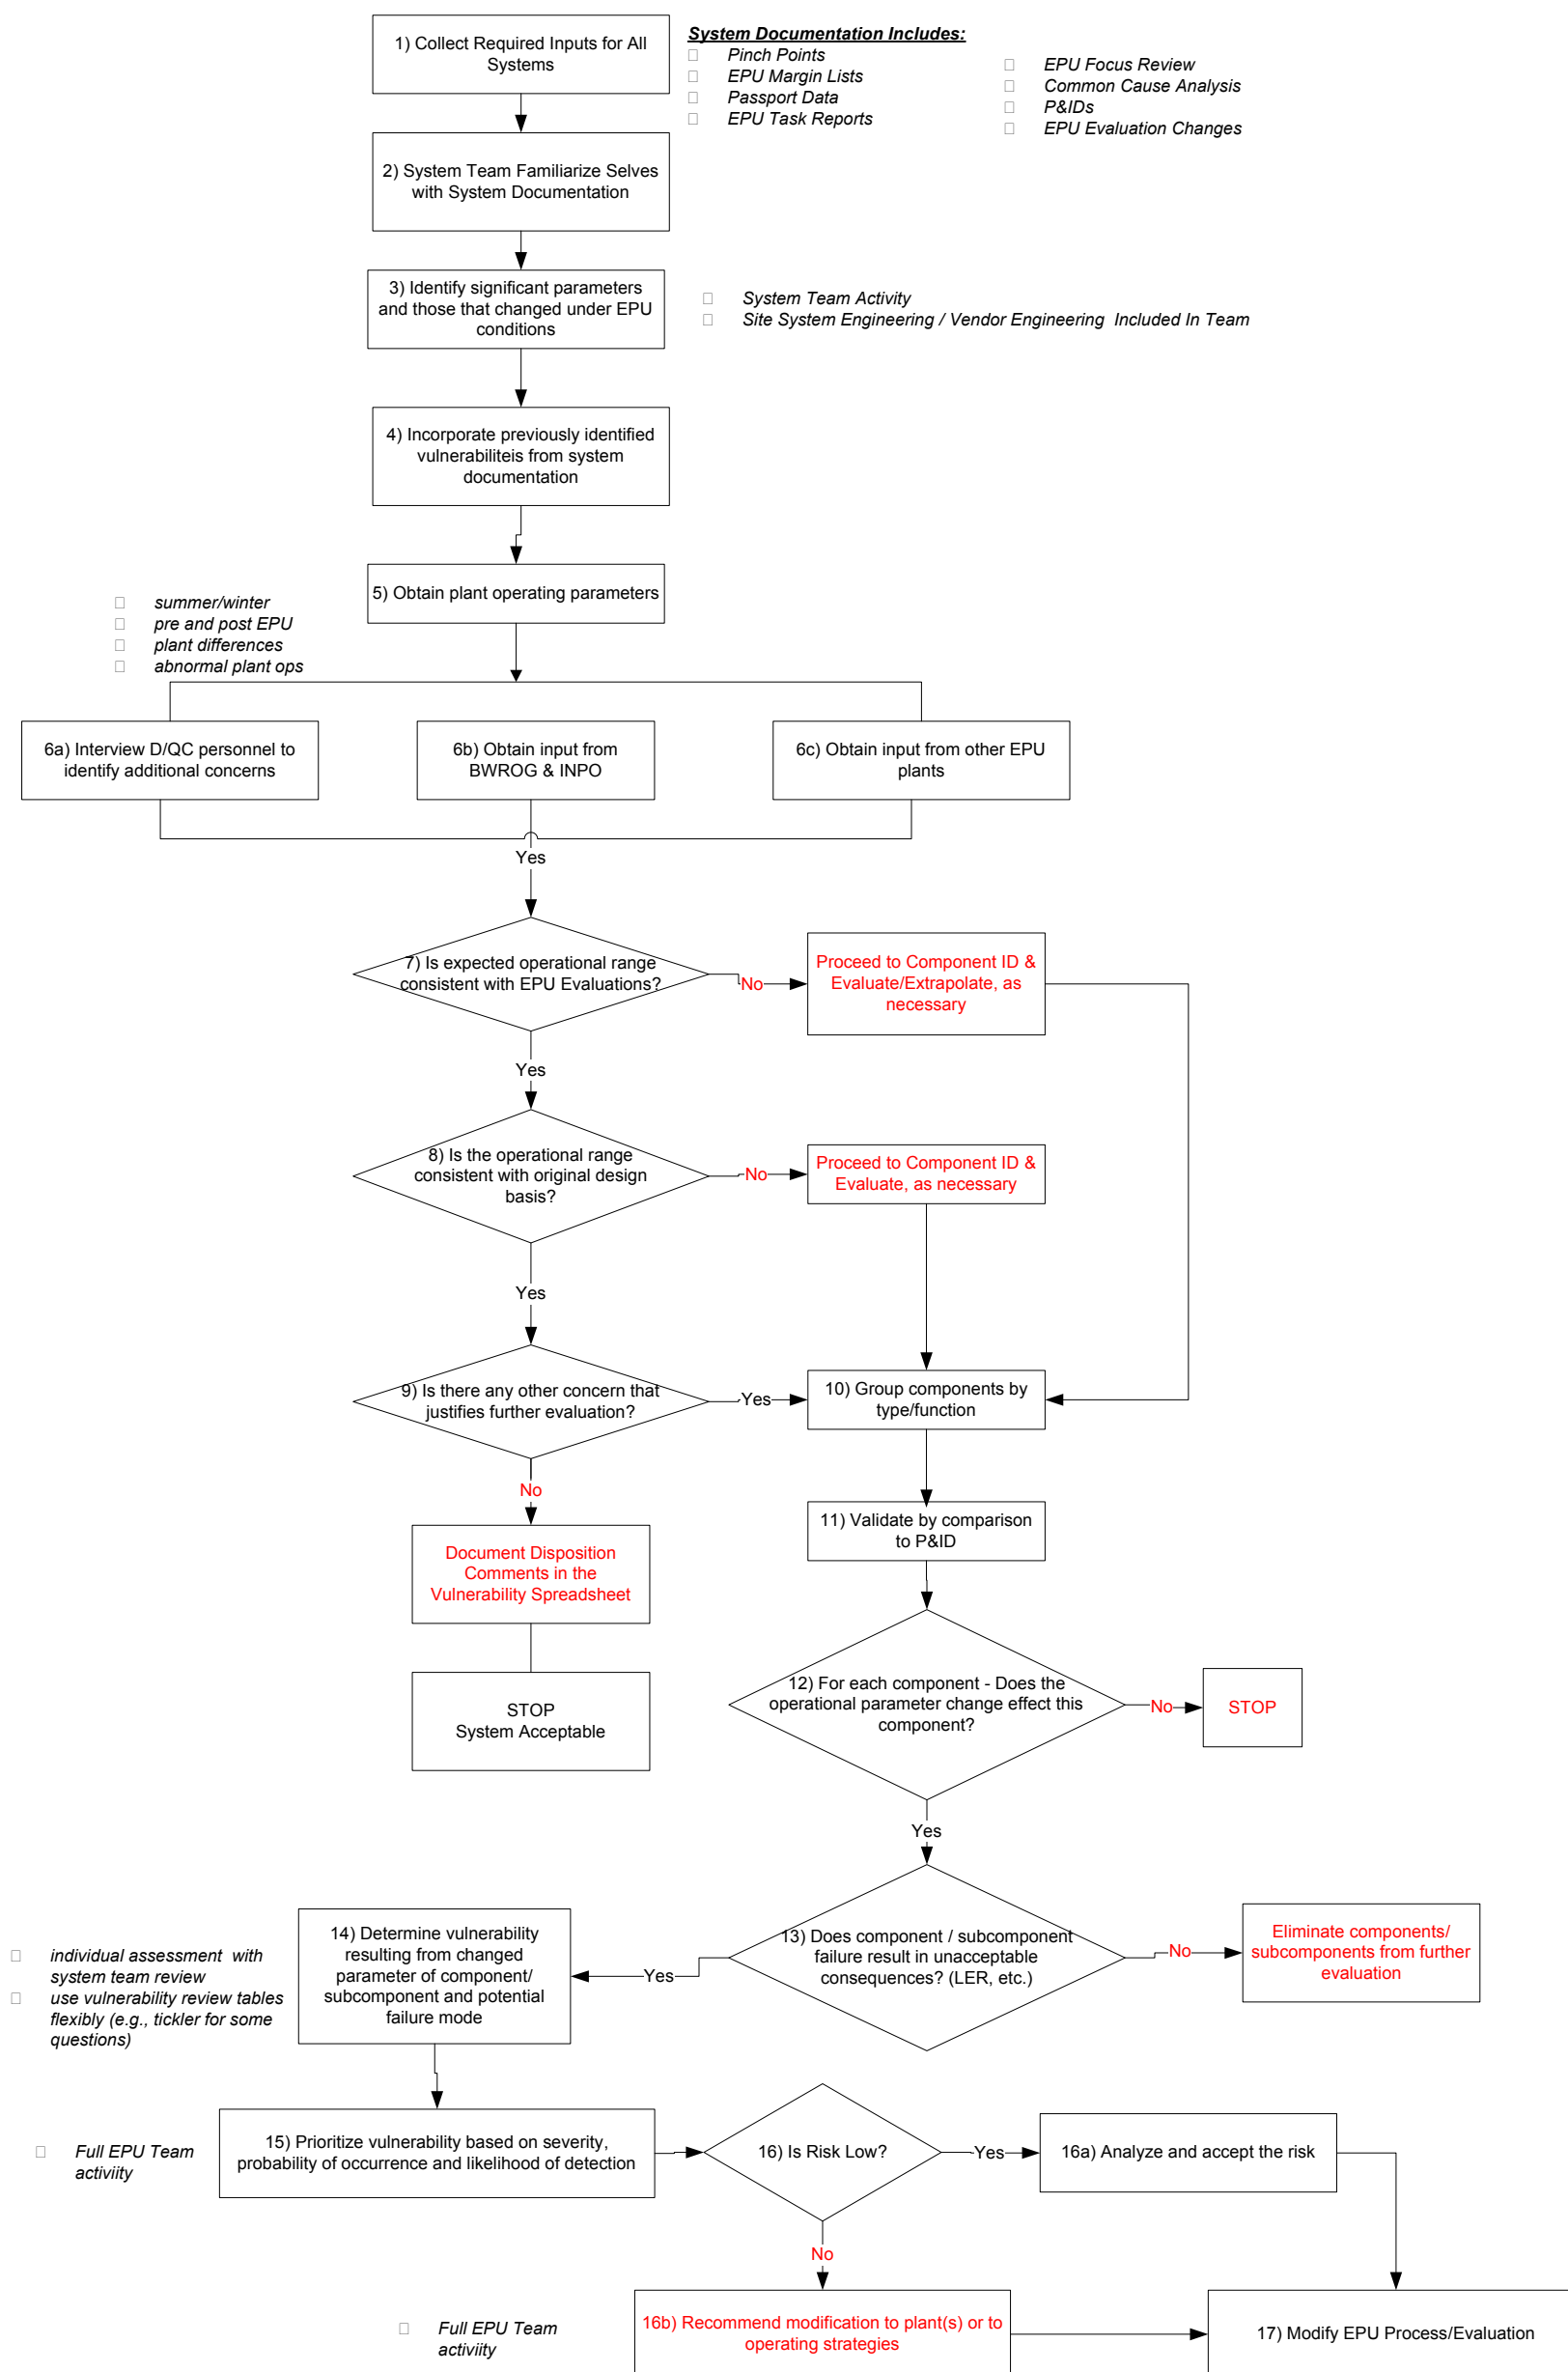 1) Collect Required Inputs for All
Systems
System Documentation Includes:
Pinch Points
EPU Margin Lists
Passport Data
EPU Task Reports
EPU Focus Review
Common Cause Analysis
P&IDs
EPU Evaluation Changes
2) System Team Familiarize Selves
with System Documentation
3) Identify significant parameters
and those that changed under EPU
conditions
System Team Activity
Site System Engineering / Vendor Engineering Included In Team
4) Incorporate previously identified
vulnerabiliteis from system
documentation
5) Obtain plant operating parameters
summer/winter
pre and post EPU
plant differences
abnormal plant ops
6a) Interview D/QC personnel to
identify additional concerns
6b) Obtain input from
BWROG & INPO
6c) Obtain input from other EPU
plants
Yes
7) Is expected operational range
consistent with EPU Evaluations?
No
Proceed to Component ID &
Evaluate/Extrapolate, as
necessary
Yes
8) Is the operational range
consistent with original design
basis?
No
Proceed to Component ID &
Evaluate, as necessary
Yes
9) Is there any other concern that
justifies further evaluation?
Yes
10) Group components by
type/function
No
Document Disposition
Comments in the
Vulnerability Spreadsheet
11) Validate by comparison
to P&ID
STOP
System Acceptable
12) For each component - Does the
operational parameter change effect this
component?
No
STOP
Yes
13) Does component / subcomponent
failure result in unacceptable
consequences? (LER, etc.)
No
Eliminate components/
subcomponents from further
evaluation
Yes
14) Determine vulnerability
resulting from changed
parameter of component/
subcomponent and potential
failure mode
individual assessment with
system team review
use vulnerability review tables
flexibly (e.g., tickler for some
questions)
Full EPU Team
activiity
15) Prioritize vulnerability based on severity,
probability of occurrence and likelihood of detection
16) Is Risk Low?
Yes
16a) Analyze and accept the risk
No
Full EPU Team
activiity
16b) Recommend modification to plant(s) or to
operating strategies
17) Modify EPU Process/Evaluation